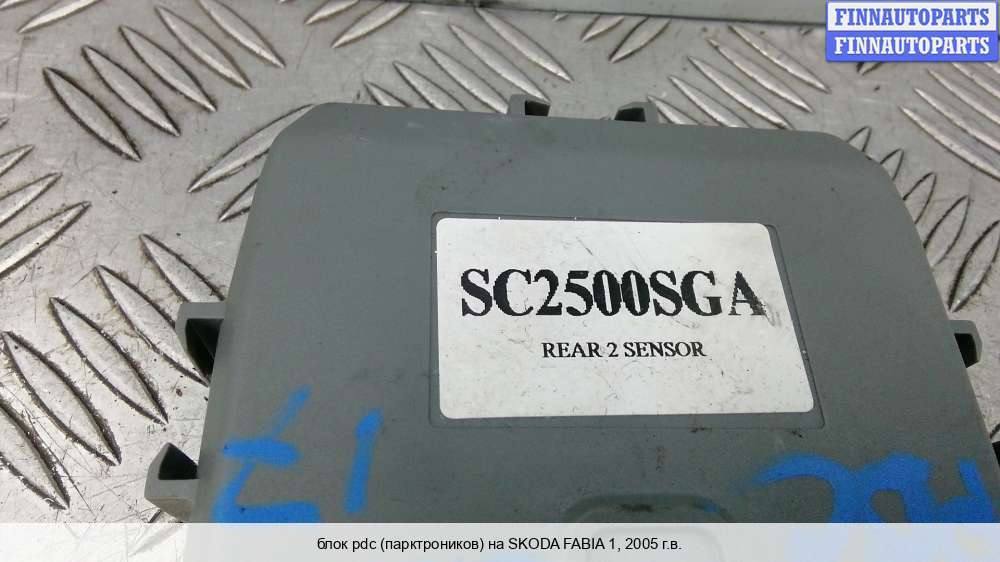 FINNAUTOPARTS
FINNAUTOPARTS
SC2500SGA
REAR 2 SENSOR
блок pdc (парктроников) на SKODA FABIA 1, 2005 г.в.